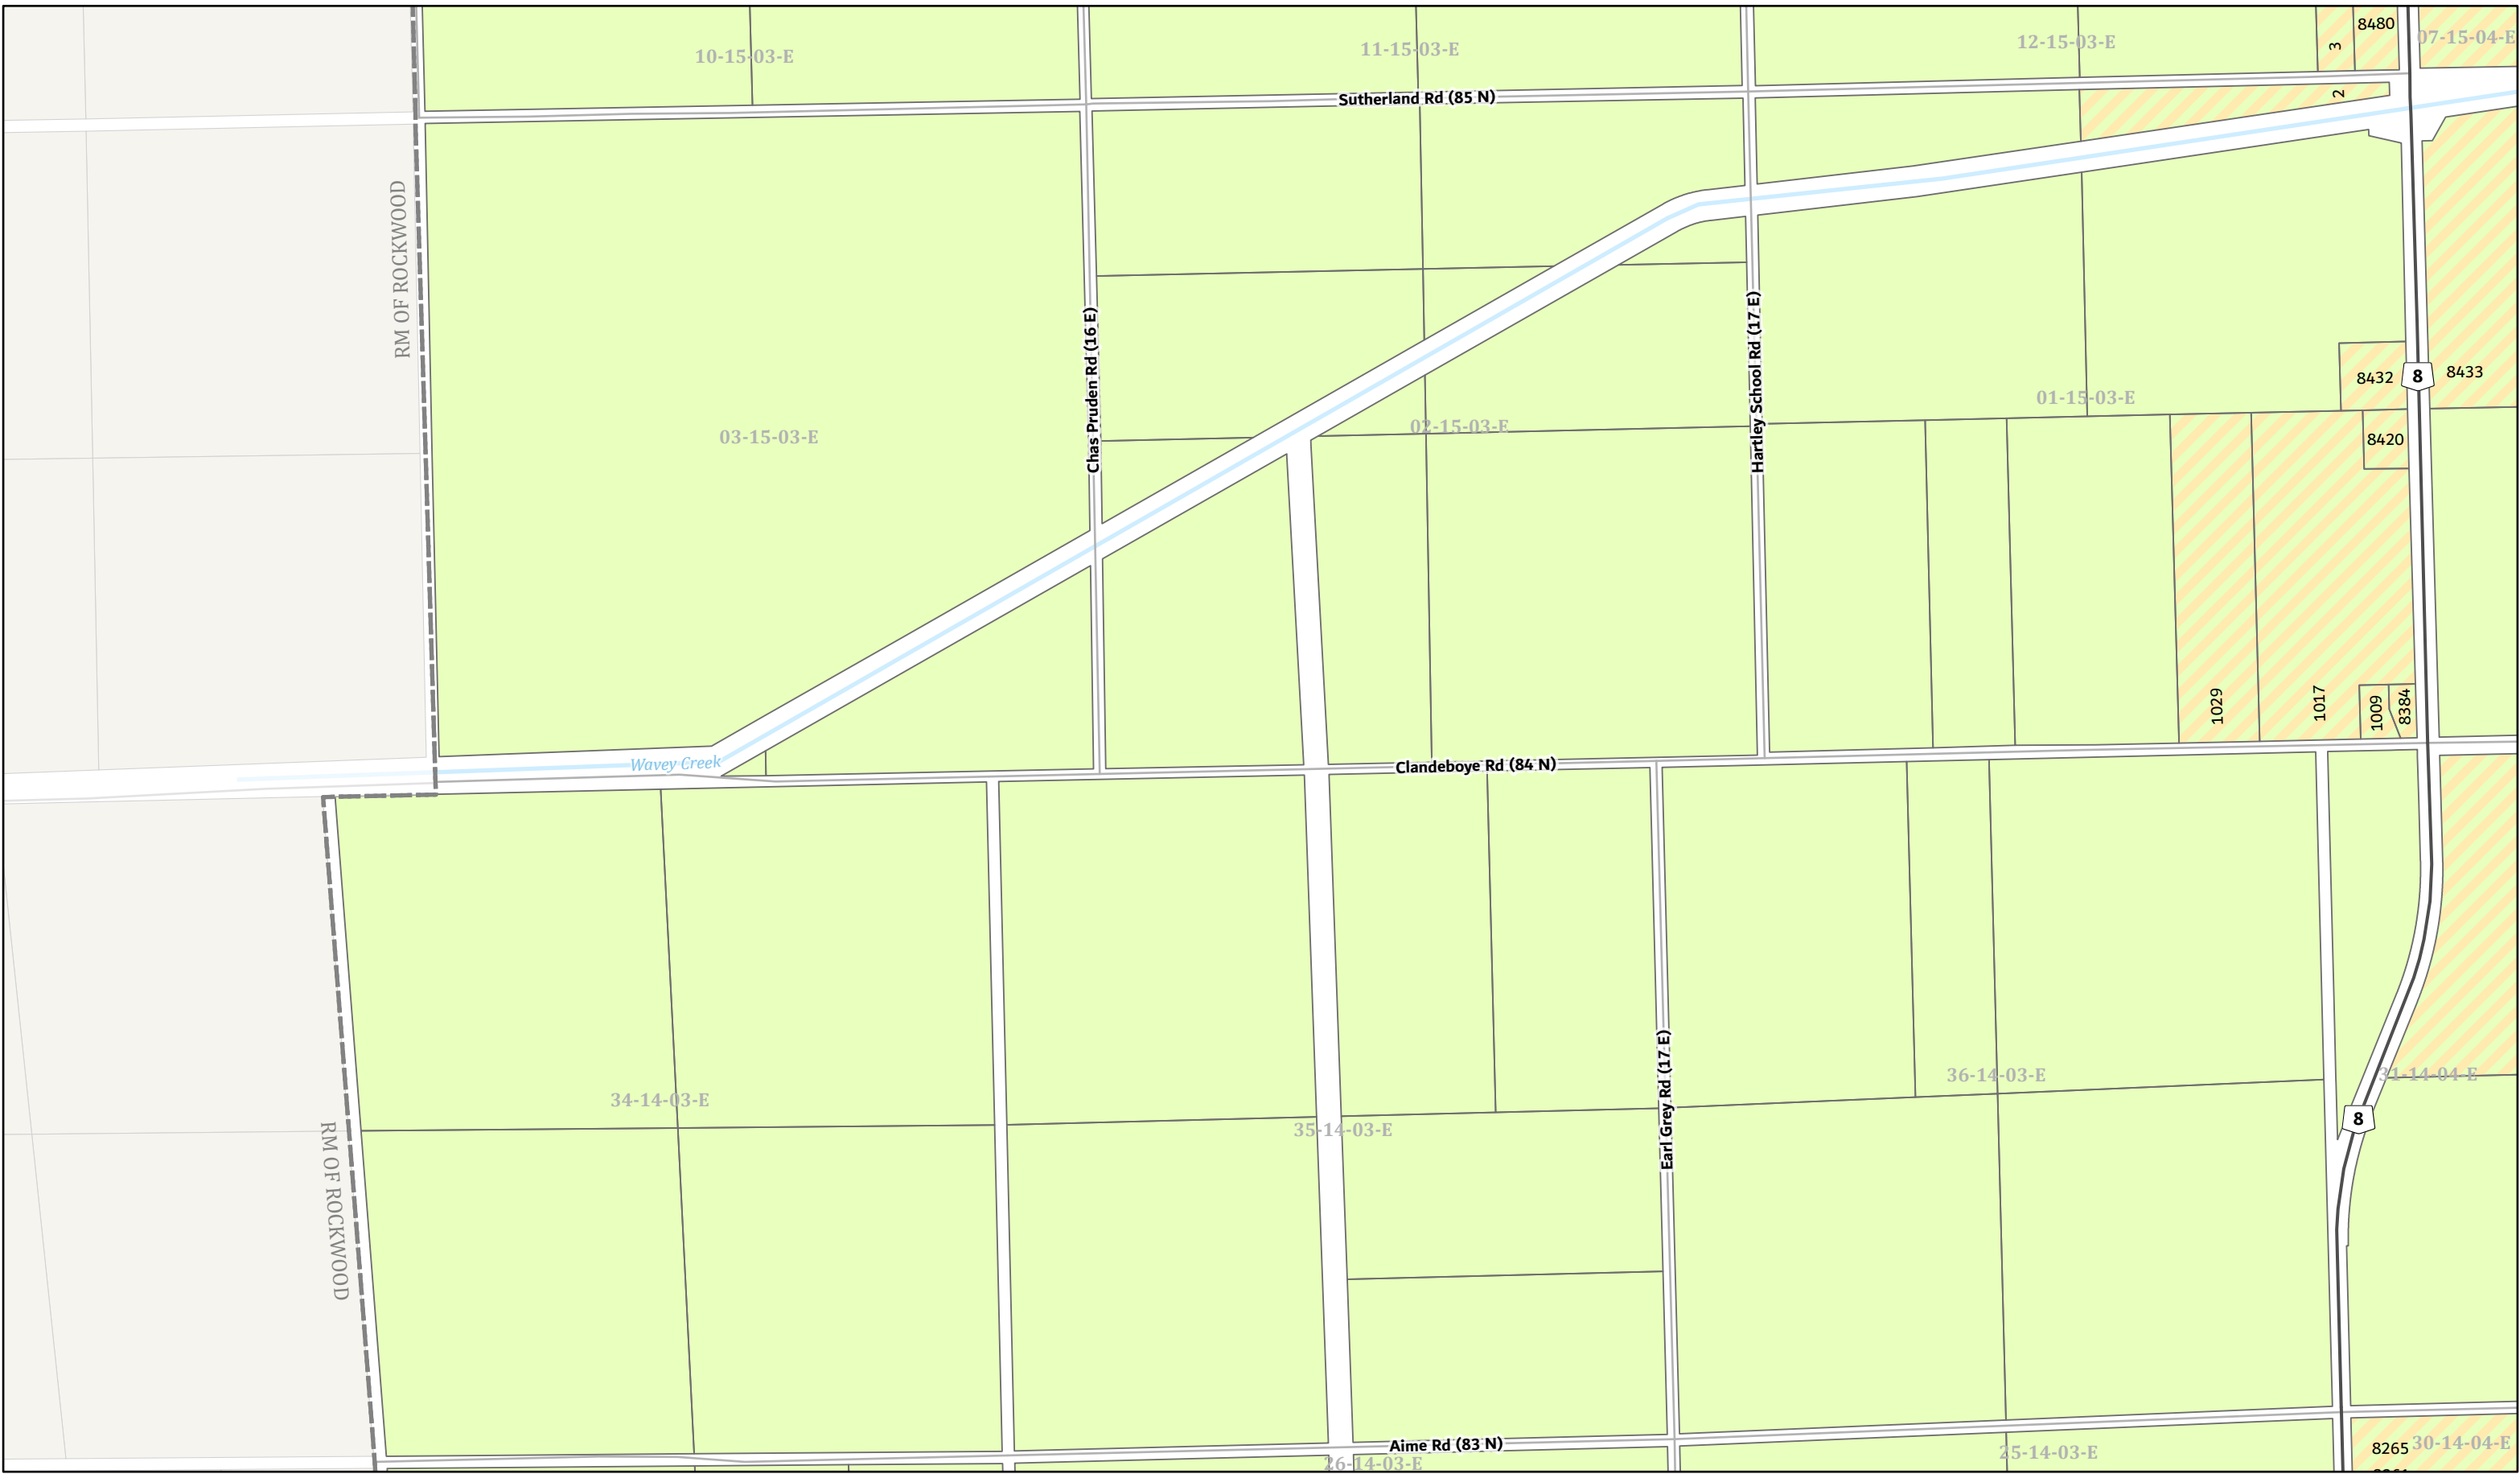 8480
3
07-15-04-E
12-15-03-E
11-15-03-E
10-15-03-E
2
Sutherland Rd (85 N)
RM OF ROCKWOOD
Chas Pruden Rd (16 E)
Hartley School Rd (17 E)
8432
8
8433
01-15-03-E
02-15-03-E
03-15-03-E
8420
1029
1017
1009
8384
Wavey Creek
Clandeboye Rd (84 N)
34-14-03-E
35-14-03-E
Earl Grey Rd (17 E)
36-14-03-E
31-14-04-E
8
RM OF ROCKWOOD
Aime Rd (83 N)
26-14-03-E
25-14-03-E
8265
30-14-04-E